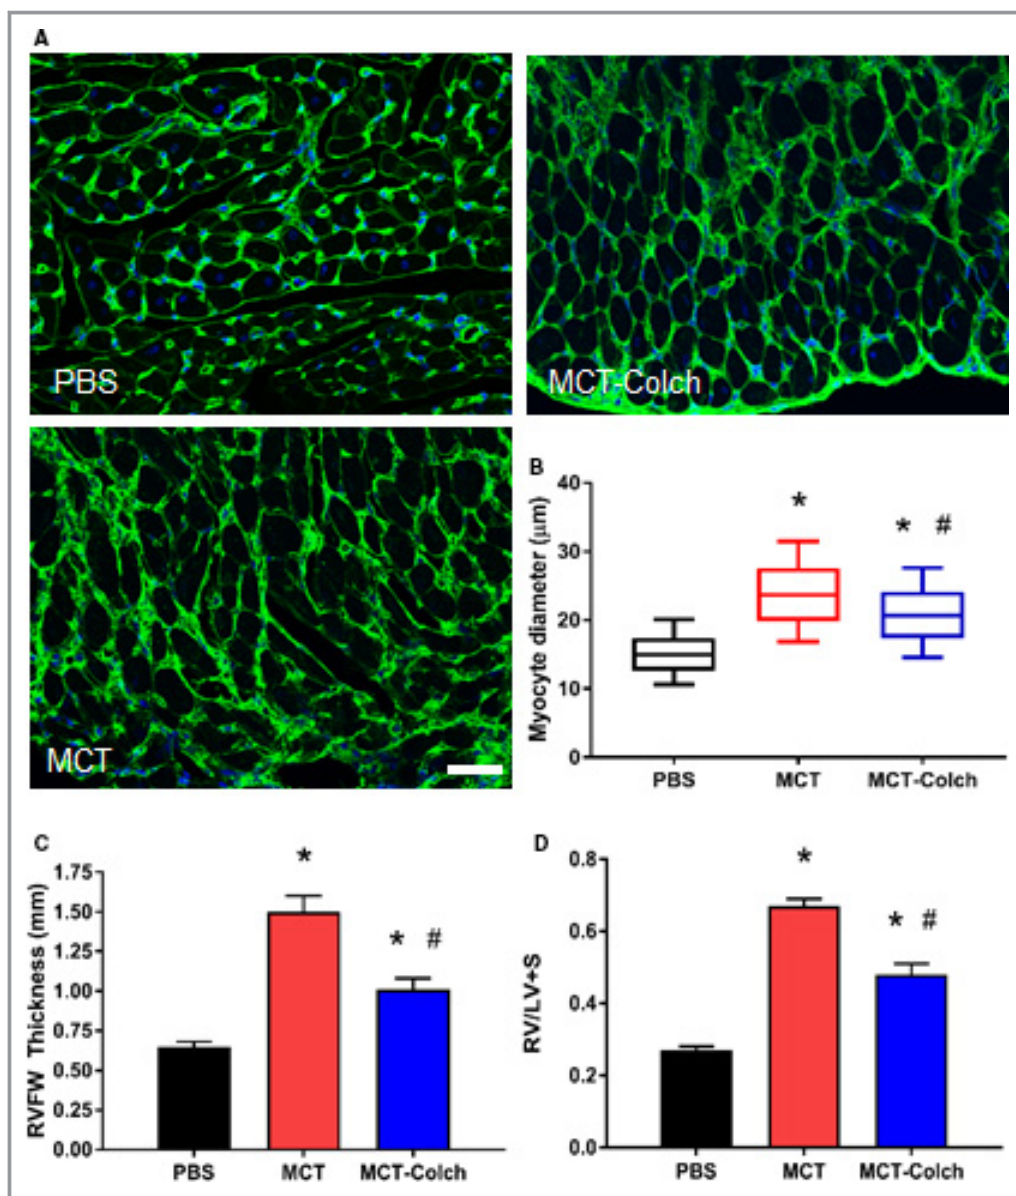 A
PBS
MCT-Colch
MCT
B
Myocyte diameter (μm)
40
30
20
10
0
* 
* #
PBS MCT MCT-Colch
C
RVFW Thickness (mm)
1.75
1.50
1.25
1.00
0.75
0.50
0.25
0.00
*
* #
PBS MCT MCT-Colch
D
RV/LV+S
0.8
0.6
0.4
0.2
0.0
*
* #
PBS MCT MCT-Colch